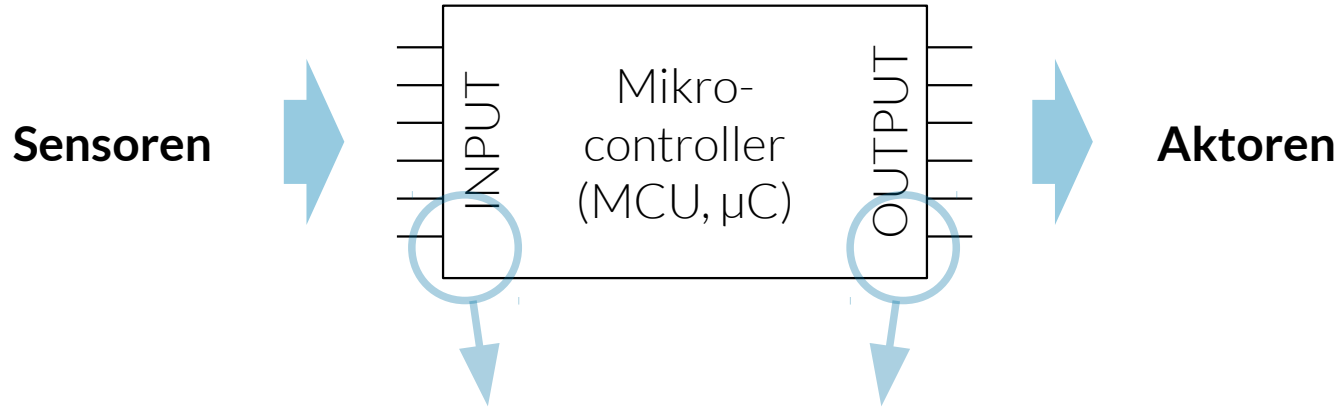 Sensoren
INPUT
Mikro-
controller
(MCU, µC)
OUTPUT
Aktoren